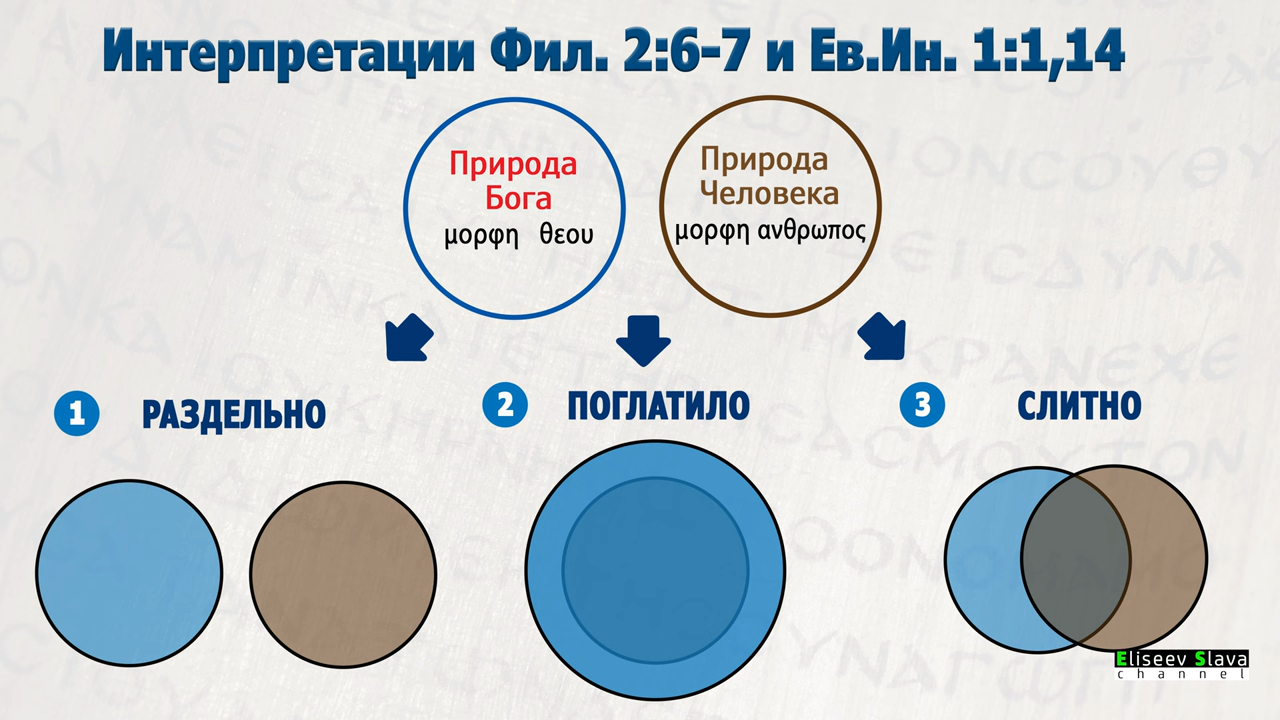 Интерпретации Фил. 2:6-7 и Ев.Ин. 1:1,14
Природа
Бога
μορφη θεου
Природа
Человека
μορφη ανθρωπος
1 РАЗДЕЛЬНО
2 ПОГЛАТИЛО
3 СЛИТНО
Eliseev Slava
channel